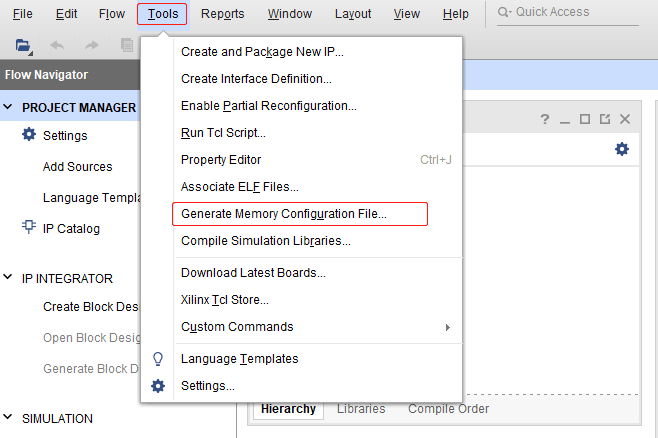 File Edit Flow Tools Reports Window Layout View Help Quick Access
Flow Navigator
PROJECT MANAGER
Settings
Add Sources
Language Templa
IP Catalog
IP INTEGRATOR
Create Block Des
Open Block Desig
Generate Block D
SIMULATION
Create and Package New IP...
Create Interface Definition...
Enable Partial Reconfiguration...
Run Tcl Script...
Property Editor Ctrl+J
Associate ELF Files...
Generate Memory Configuration File...
Compile Simulation Libraries...
Download Latest Boards...
Xilinx Tcl Store...
Custom Commands
Language Templates
Settings...
?
Hierarchy Libraries Compile Order